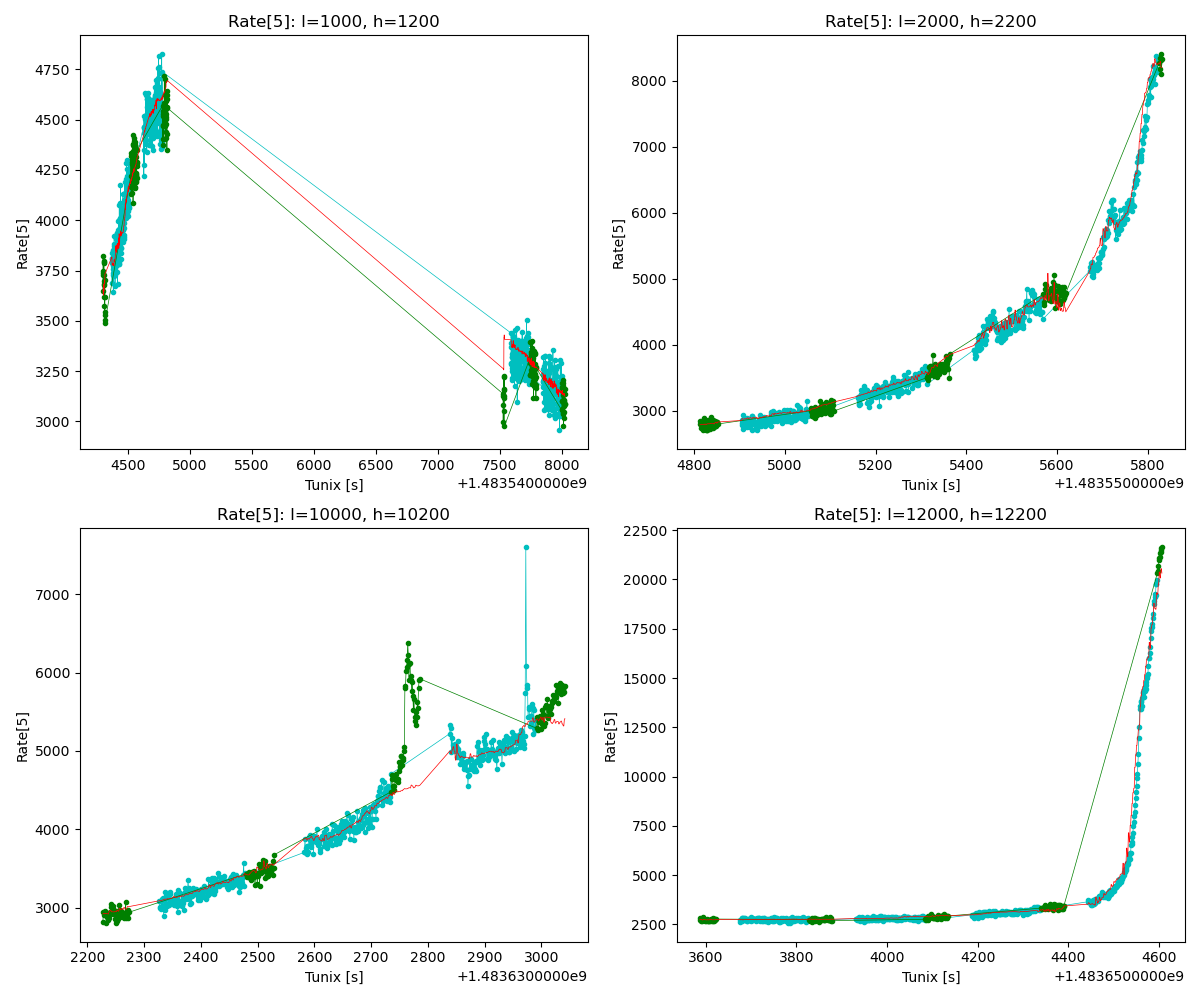 Rate[5]: l=1000, h=1200
Rate[5]
4750
4500
4250
4000
3750
3500
3250
3000
4500 5000 5500 6000 6500 7000 7500 8000
Tunix [s]
+1.4835400000e9
Rate[5]: l=2000, h=2200
Rate[5]
8000
7000
6000
5000
4000
3000
4800 5000 5200 5400 5600 5800
Tunix [s]
+1.4835500000e9
Rate[5]: l=10000, h=10200
Rate[5]
7000
6000
5000
4000
3000
2200 2300 2400 2500 2600 2700 2800 2900 3000
Tunix [s]
+1.4836300000e9
Rate[5]: l=12000, h=12200
Rate[5]
22500
20000
17500
15000
12500
10000
7500
5000
2500
3600 3800 4000 4200 4400 4600
Tunix [s]
+1.4836500000e9